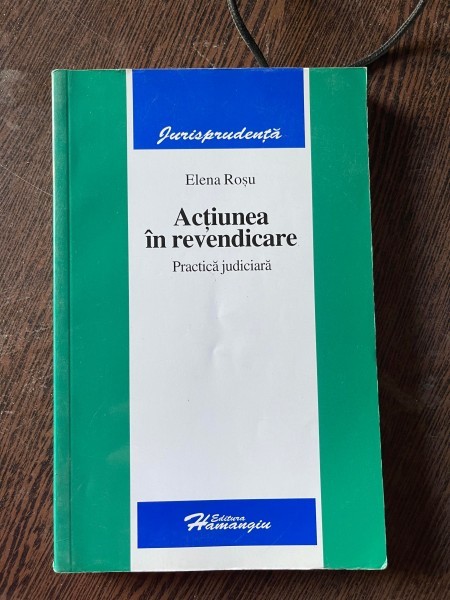 Jurisprudență
Elena Roșu
Acțiunea
în revendicare
Practică judiciară
Editura
Hamangiu